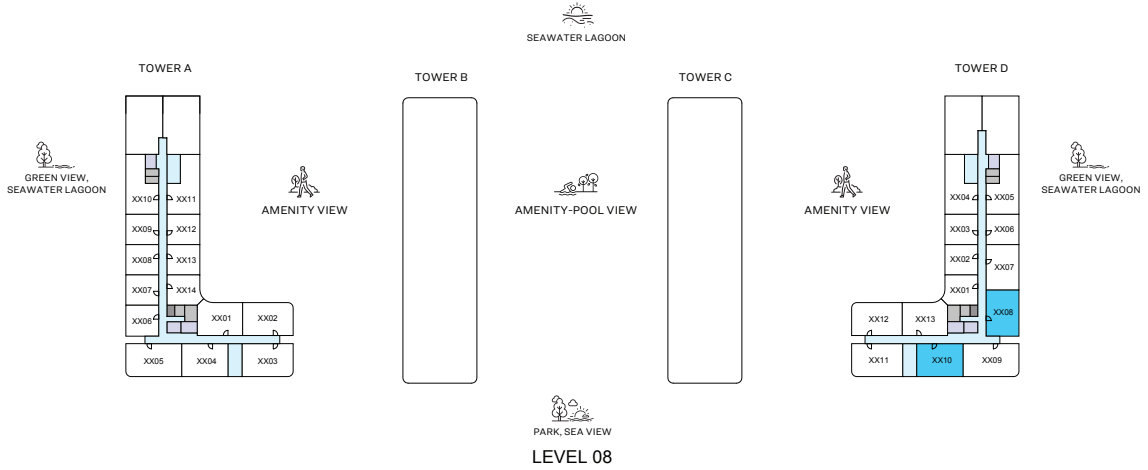 SEAWATER LAGOON
TOWER A
TOWER B
TOWER C
TOWER D
GREEN VIEW,
SEAWATER LAGOON
AMENITY VIEW
AMENITY-POOL VIEW
AMENITY VIEW
GREEN VIEW,
SEAWATER LAGOON
XX10 XX11
XX09 XX12
XX08 XX13
XX07 XX14
XX06
XX01 XX02
XX05 XX04 XX03
XX04 XX05
XX03 XX06
XX02 XX07
XX01
XX08
XX12 XX13
XX11 XX10 XX09
PARK, SEA VIEW
LEVEL 08